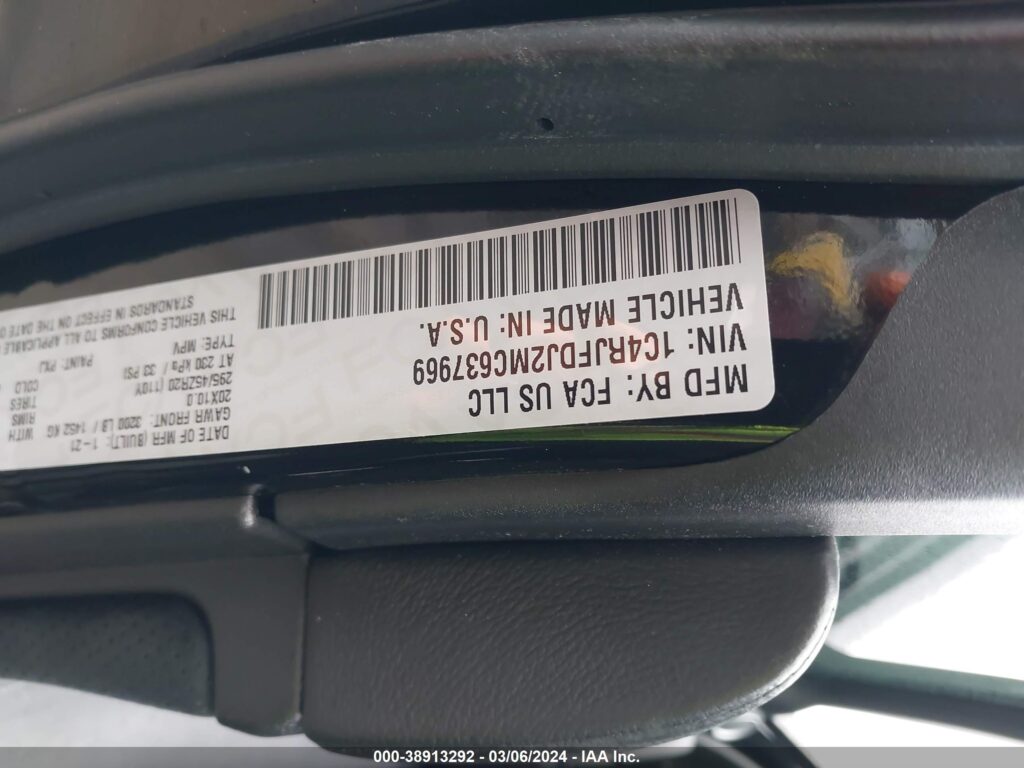 MFD BY: FCA US LLC
VIN: 1C4RJFDJ2MC637969
VEHICLE MADE IN: U.S.A.
DATE OF MFR (BUILT): 1-21
GAWR FRONT: 3200 LB / 1452 KG WITH
20X10.0 RIMS
295/45ZR20 (110Y TIRES
AT 230 kPa / 33 PSI COLD
TYPE: MPV PAINT: PXJ
THIS VEHICLE CONFORMS TO ALL APPLICABLE
STANDARDS IN EFFECT ON THE DATE OF
000-38913292 - 03/06/2024 - IAA Inc.